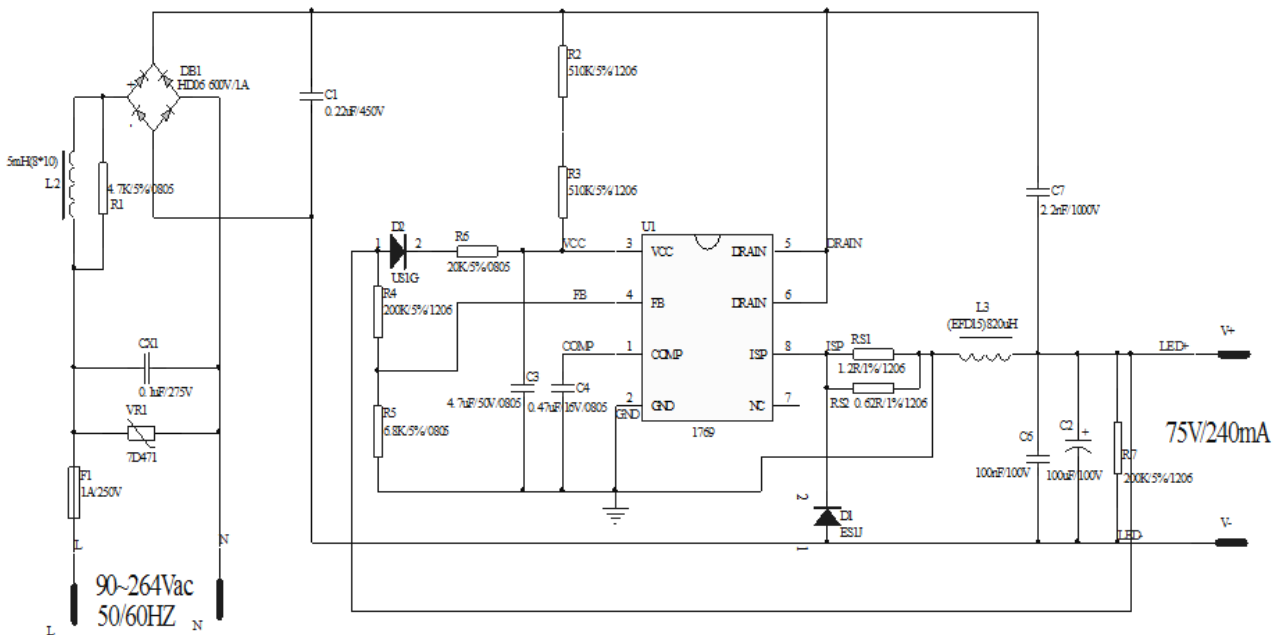 DB1
HD06 600V/1A
+
C1
0.22uF/450V
R2
510K/5%/1206
5mH(8*10)
L2
4.7K/5%/0805
R1
R3
510K/5%/1206
C7
2.2nF/1000V
D2
1
2
US1G
R6
20K/5%/0805
VCC
3
U1
VCC
DRAIN
5
DRAIN
R4
200K/5%/1206
FB
4
FB
DRAIN
6
L3
(EFD15)820uH
CX1
0.1uF/275V
COMP
1
COMP
ISP
8
ISP
RS1
1.2R/1%/1206
RS2 0.62R/1%/1206
LED+
V+
C3
4.7uF/50V/0805
C4
0.47uF/16V/0805
VR1
7D471
R5
6.8K/5%/0805
GND
2
GND
NC
7
1769
C6
100nF/100V
C2
+
100uF/100V
R7
200K/5%/1206
75V/240mA
F1
1A/250V
2
D1
ES1J
1
LED-
V-
L
N
90~264Vac
50/60HZ
L
N